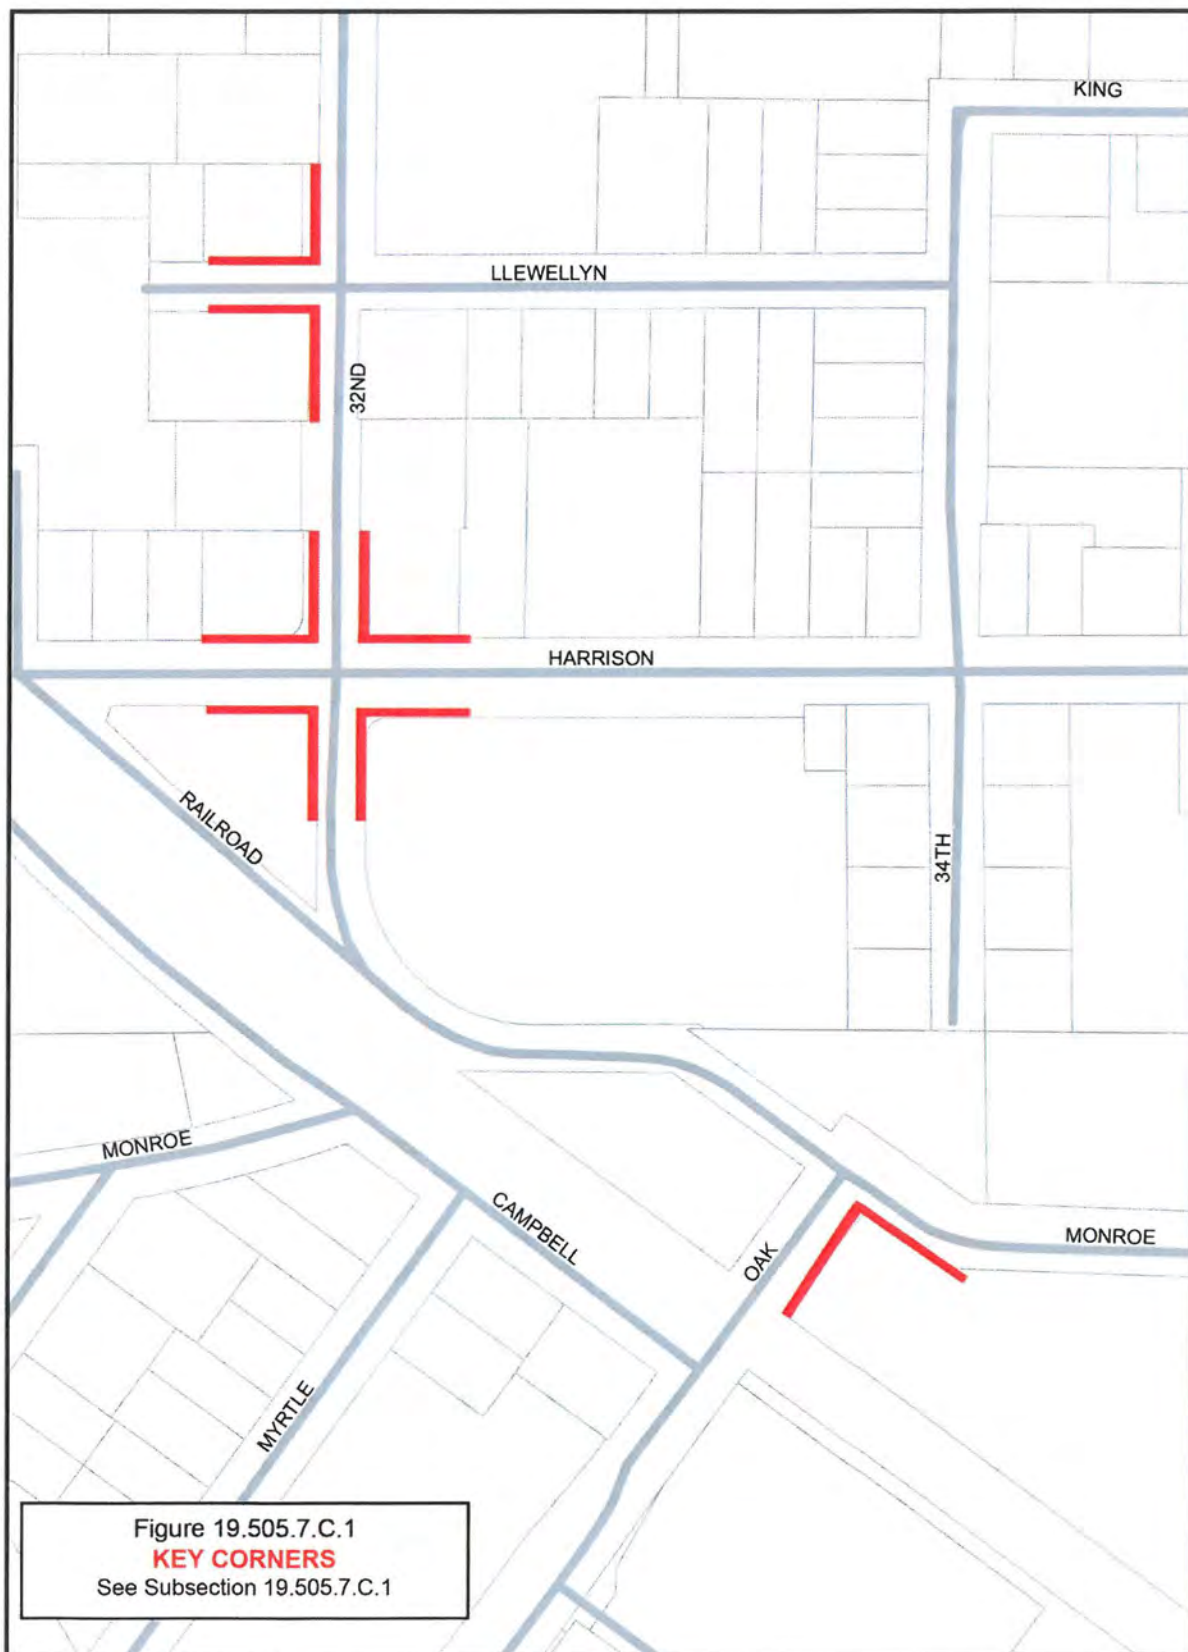 KING
LLEWELLYN
32ND
HARRISON
RAILROAD
34TH
MONROE
CAMPBELL
OAK
MONROE
MYRTLE
Figure 19.505.7.C.1
KEY CORNERS
See Subsection 19.505.7.C.1